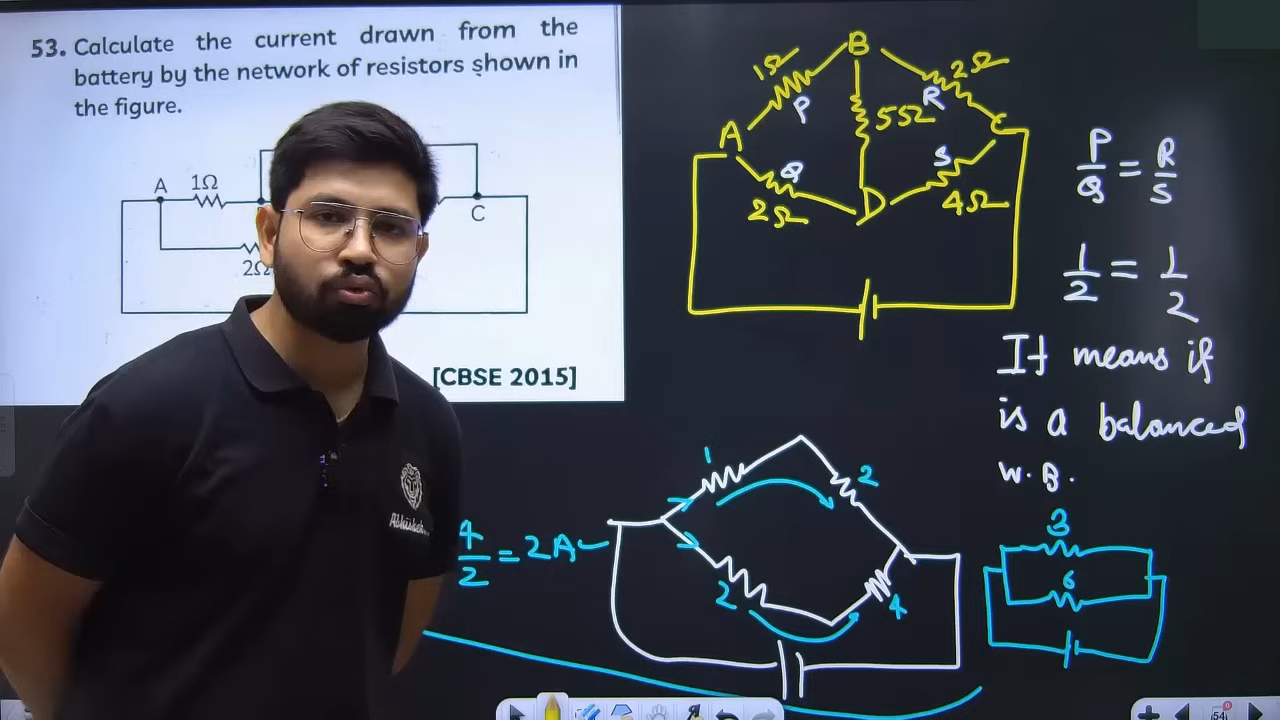 53. Calculate the current drawn from the
battery by the network of resistors shown in
the figure.
A
1Ω
C
2Ω
[CBSE 2015]
B
1Ω
2Ω
P
R
5Ω
A
C
Q
S
2Ω
D
4Ω
P/Q = R/S
1/2 = 1/2
It means if
is a balanced
W.B.
1
2
4/2 = 2A
2
4
3
6
54